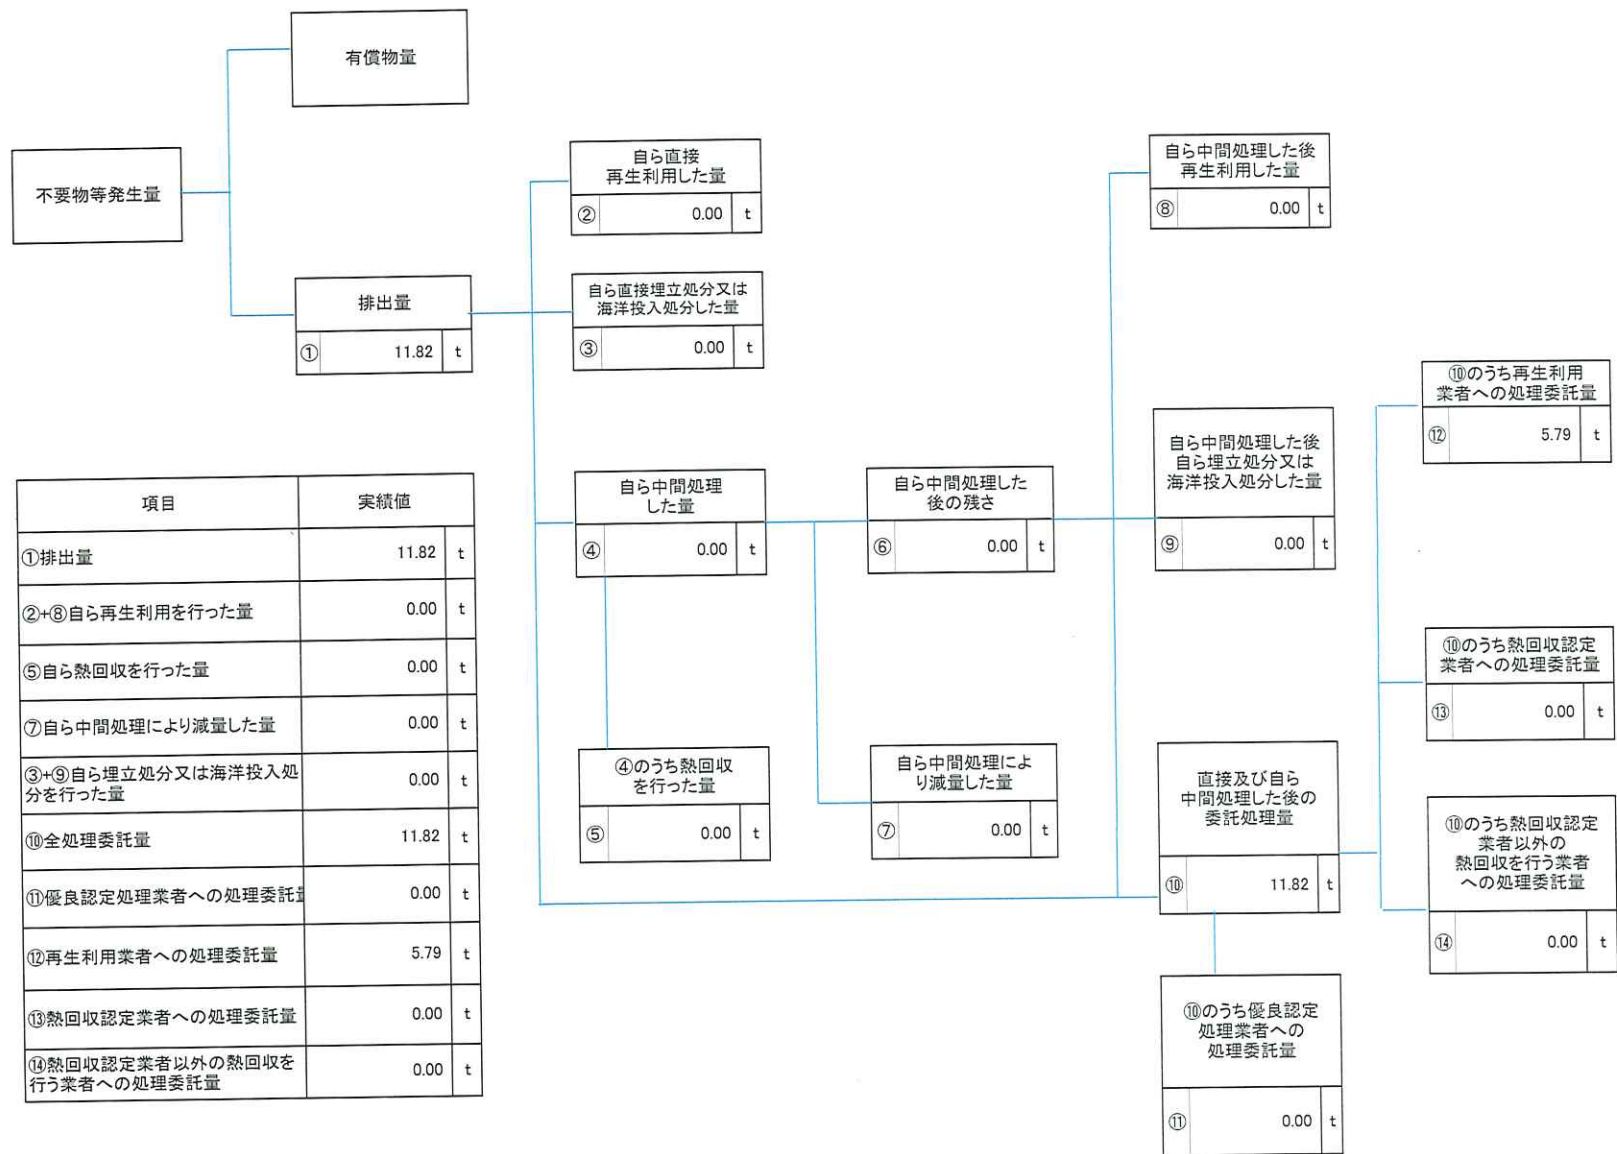 有償物量
不要物等発生量
排出量
① 11.82 t
自ら直接
再生利用した量
② 0.00 t
自ら直接埋立処分又は
海洋投入処分した量
③ 0.00 t
自ら中間処理
した量
④ 0.00 t
④のうち熱回収
を行った量
⑤ 0.00 t
自ら中間処理した
後の残さ
⑥ 0.00 t
自ら中間処理によ
り減量した量
⑦ 0.00 t
自ら中間処理した後
再生利用した量
⑧ 0.00 t
自ら中間処理した後
自ら埋立処分又は
海洋投入処分した量
⑨ 0.00 t
直接及び自ら
中間処理した後の
委託処理量
⑩ 11.82 t
⑩のうち優良認定
処理業者への
処理委託量
⑪ 0.00 t
⑩のうち再生利用
業者への処理委託量
⑫ 5.79 t
⑩のうち熱回収認定
業者への処理委託量
⑬ 0.00 t
⑩のうち熱回収認定
業者以外の
熱回収を行う業者
への処理委託量
⑭ 0.00 t
項目 実績値
①排出量 11.82 t
②+⑧自ら再生利用を行った量 0.00 t
⑤自ら熱回収を行った量 0.00 t
⑦自ら中間処理により減量した量 0.00 t
③+⑨自ら埋立処分又は海洋投入処
分を行った量 0.00 t
⑩全処理委託量 11.82 t
⑪優良認定処理業者への処理委託量 0.00 t
⑫再生利用業者への処理委託量 5.79 t
⑬熱回収認定業者への処理委託量 0.00 t
⑭熱回収認定業者以外の熱回収を
行う業者への処理委託量 0.00 t